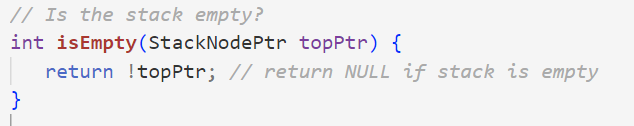 // Is the stack empty?
int isEmpty(StackNodePtr topPtr) {
   return !topPtr; // return NULL if stack is empty
}